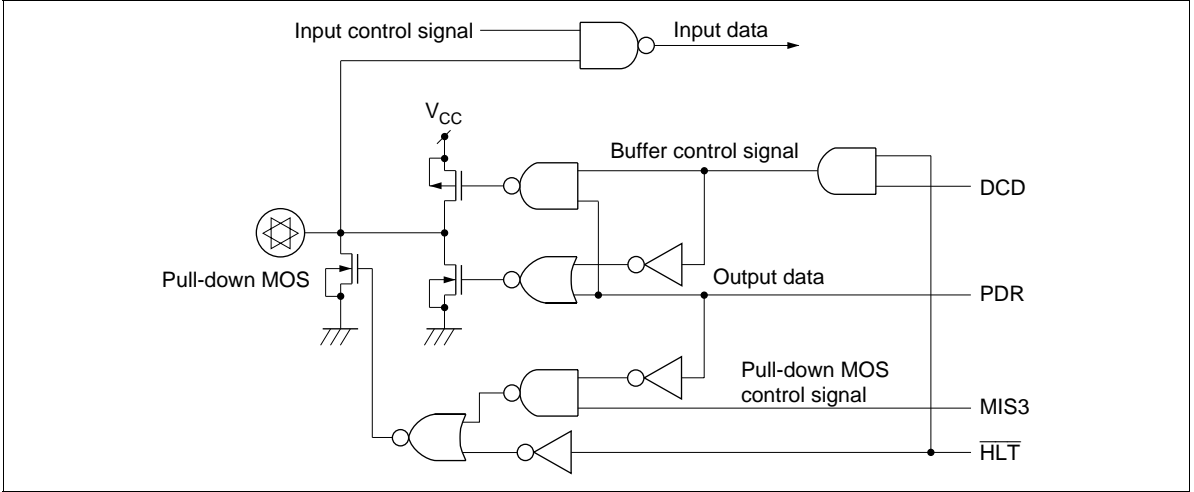 Input control signal
Input data
VCC
Buffer control signal
DCD
Pull-down MOS
Output data
PDR
Pull-down MOS
control signal
MIS3
HLT